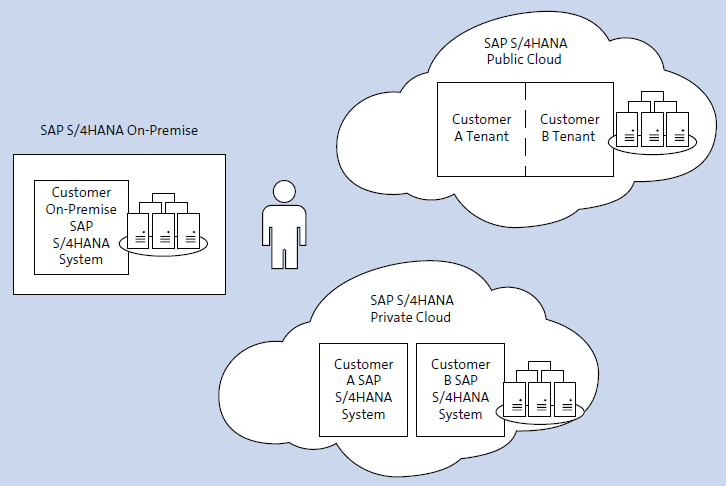 SAP S/4HANA On-Premise
Customer
On-Premise
SAP
S/4HANA
System
SAP S/4HANA
Public Cloud
Customer
A Tenant
Customer
B Tenant
SAP S/4HANA
Private Cloud
Customer
A SAP
S/4HANA
System
Customer
B SAP
S/4HANA
System